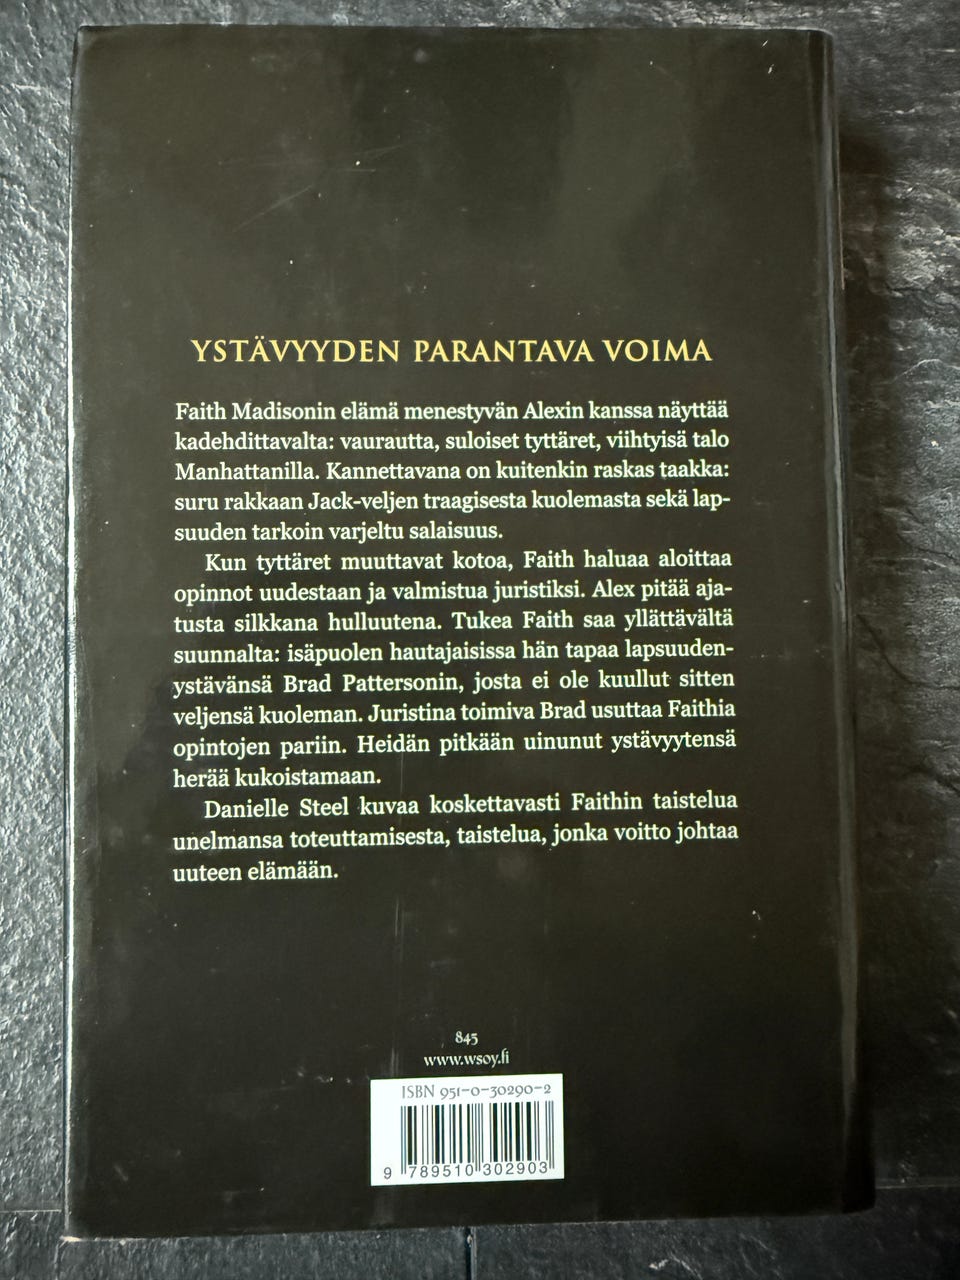 YSTÄVYYDEN PARANTAVA VOIMA
Faith Madisonin elämä menestyvän Alexin kanssa näyttää
kadehdittavalta: vaurautta, suloiset tyttäret, viihtyisä talo
Manhattanilla. Kannettavana on kuitenkin raskas taakka:
suru rakkaan Jack-veljen traagisesta kuolemasta sekä lap-
suuden tarkoin varjeltu salaisuus.
Kun tyttäret muuttavat kotoa, Faith haluaa aloittaa
opinnot uudestaan ja valmistua juristiksi. Alex pitää aja-
tusta silkkana hulluutena. Tukea Faith saa yllättävältä
suunnalta: isäpuolen hautajaisissa hän tapaa lapsuuden-
ystävänsä Brad Pattersonin, josta ei ole kuullut sitten
veljensä kuoleman. Juristina toimiva Brad usuttaa Faithia
opintojen pariin. Heidän pitkään uinunut ystävyytensä
herää kukoistamaan.
Danielle Steel kuvaa koskettavasti Faithin taistelua
unelmansa toteuttamisesta, taistelua, jonka voitto johtaa
uuteen elämään.
845
www.wsoy.fi
ISBN 951-0-30290-2
9 789510 302903